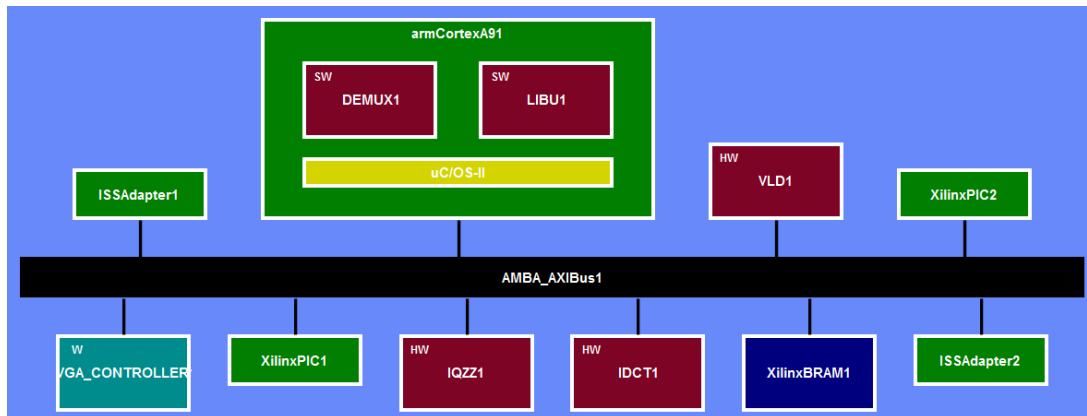 armCortexA91
SW
DEMUX1
SW
LIBU1
uC/OS-II
HW
VLD1
ISSAdapter1
XilinxPIC2
AMBA_AXIBus1
W
VGA_CONTROLLER
XilinxPIC1
HW
IQZZ1
HW
IDCT1
XilinxBRAM1
ISSAdapter2